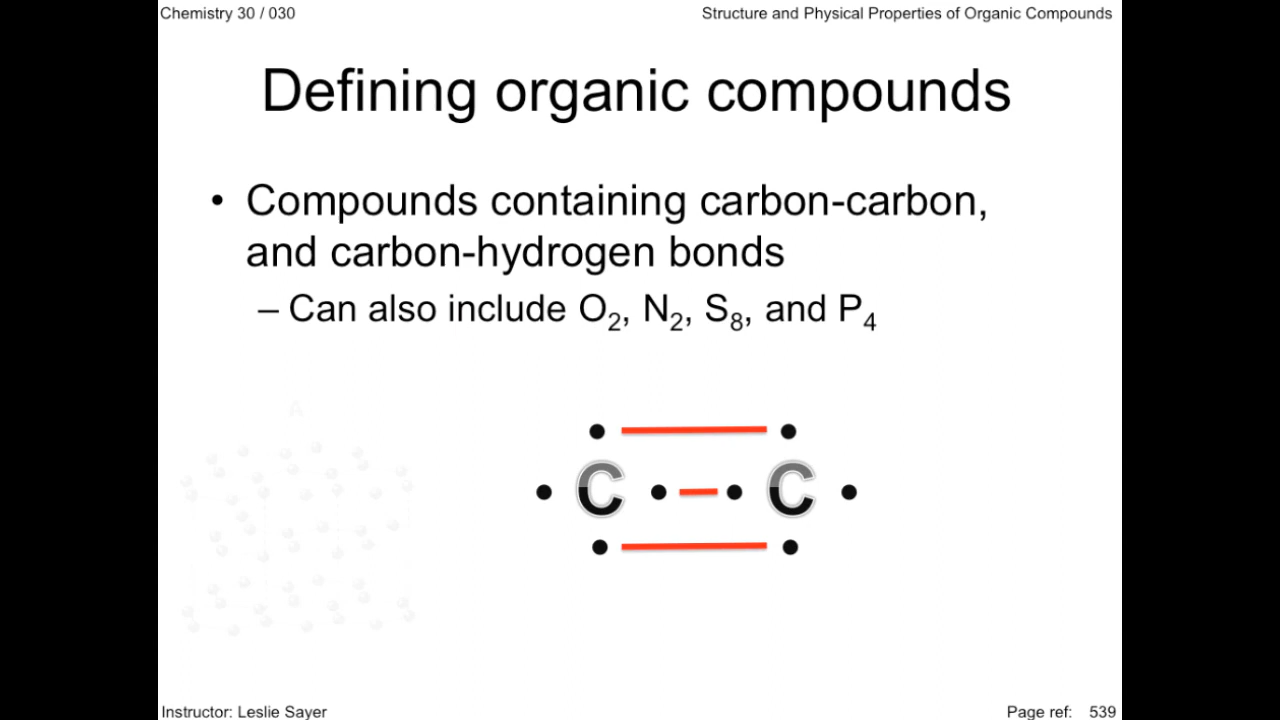 Chemistry 30 / 030
Structure and Physical Properties of Organic Compounds
Defining organic compounds
• Compounds containing carbon-carbon,
and carbon-hydrogen bonds
– Can also include O₂, N₂, S₈, and P₄
C C
Instructor: Leslie Sayer
Page ref: 539